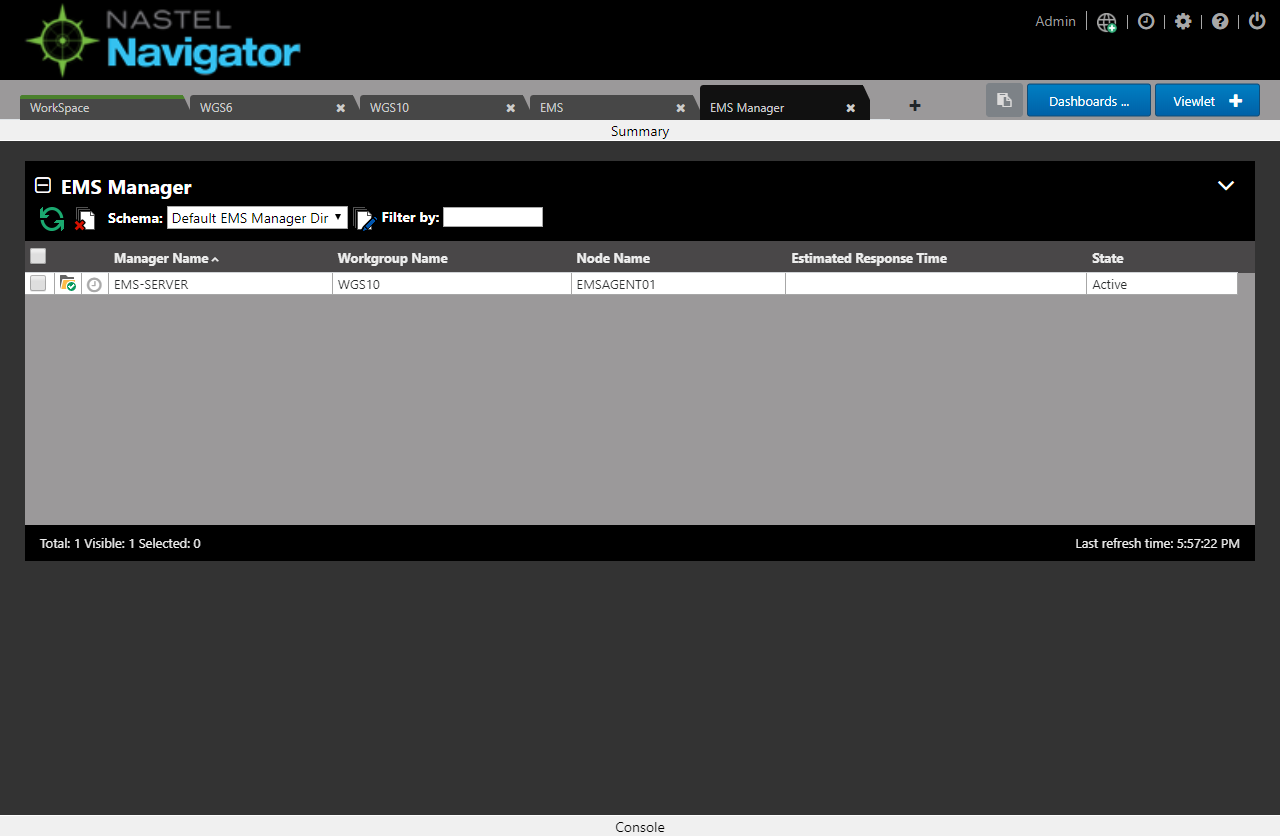 NASTEL
Navigator
Admin
WorkSpace WGS6 WGS10 EMS EMS Manager Dashboards ... Viewlet
Summary
EMS Manager
Schema: Default EMS Manager Dir Filter by:
Manager Name Workgroup Name Node Name Estimated Response Time State
EMS-SERVER WGS10 EMSAGENT01 Active
Total: 1 Visible: 1 Selected: 0 Last refresh time: 5:57:22 PM
Console